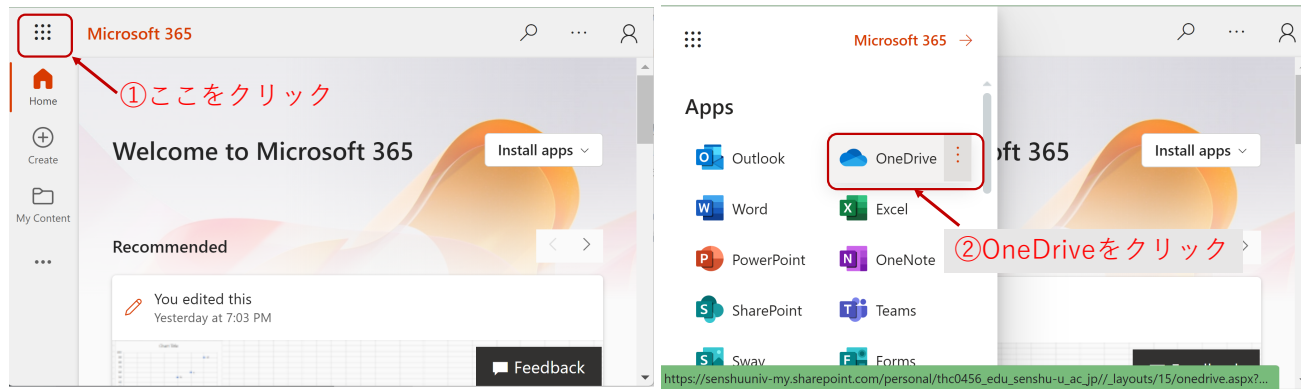 Microsoft 365
①ここをクリック
Home
Create
Welcome to Microsoft 365
Install apps
My Content
Recommended
You edited this
Yesterday at 7:03 PM
Feedback
Microsoft 365
Apps
Outlook
OneDrive
ft 365
Install apps
Word
Excel
②OneDriveをクリック
PowerPoint
OneNote
SharePoint
Teams
Sway
Forms
https://senshuuniv-my.sharepoint.com/personal/thc0456_edu_senshu-u_ac_jp//_layouts/15/onedrive.aspx?...